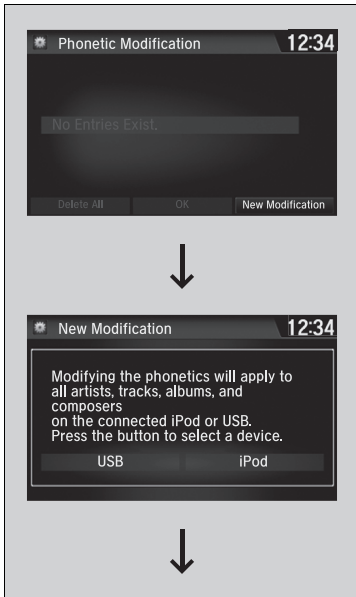 Phonetic Modification 12:34
No Entries Exist.
Delete All OK New Modification
New Modification 12:34
Modifying the phonetics will apply to
all artists, tracks, albums, and
composers
on the connected iPod or USB.
Press the button to select a device.
USB iPod